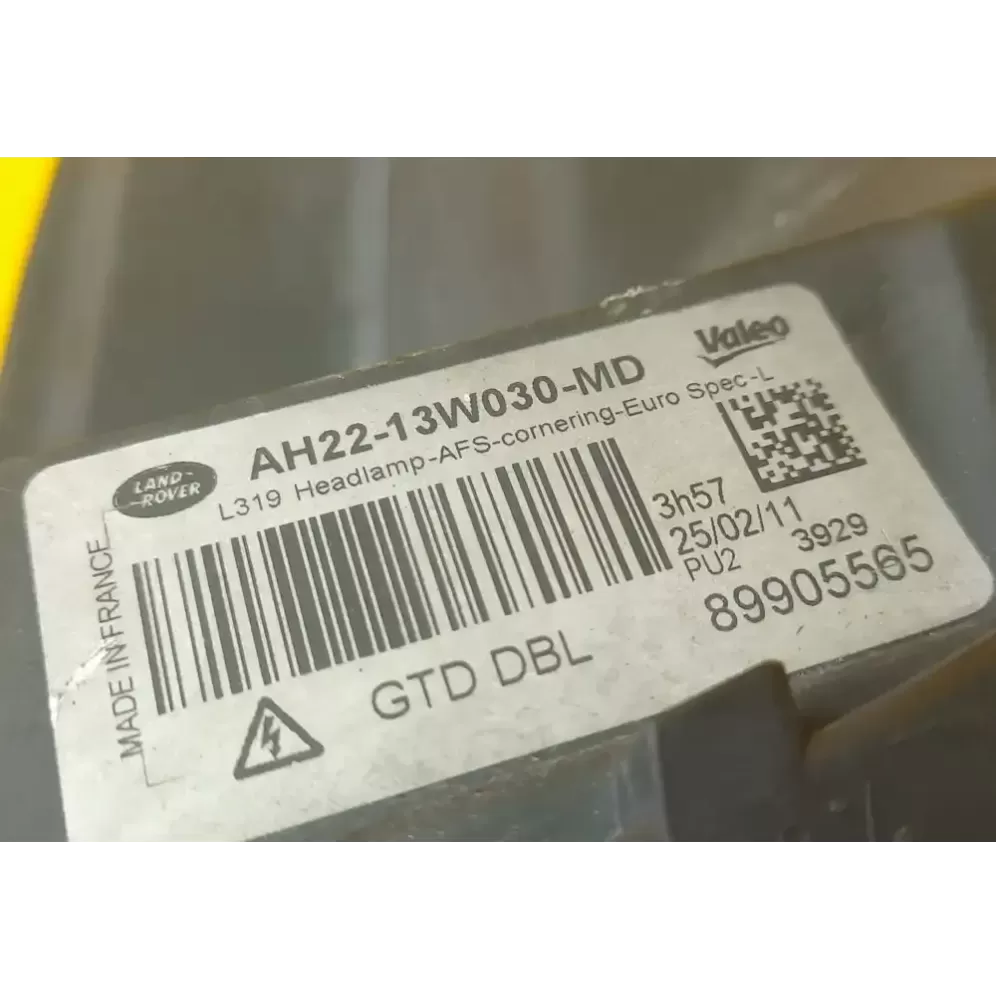 Valeo
AH22-13W030-MD
LAND-
ROVER
L319 Headlamp-AFS-cornering-Euro Spec-L
3h57
25/02/11
PU2 3929
89905565
GTD DBL
MADE IN FRANCE